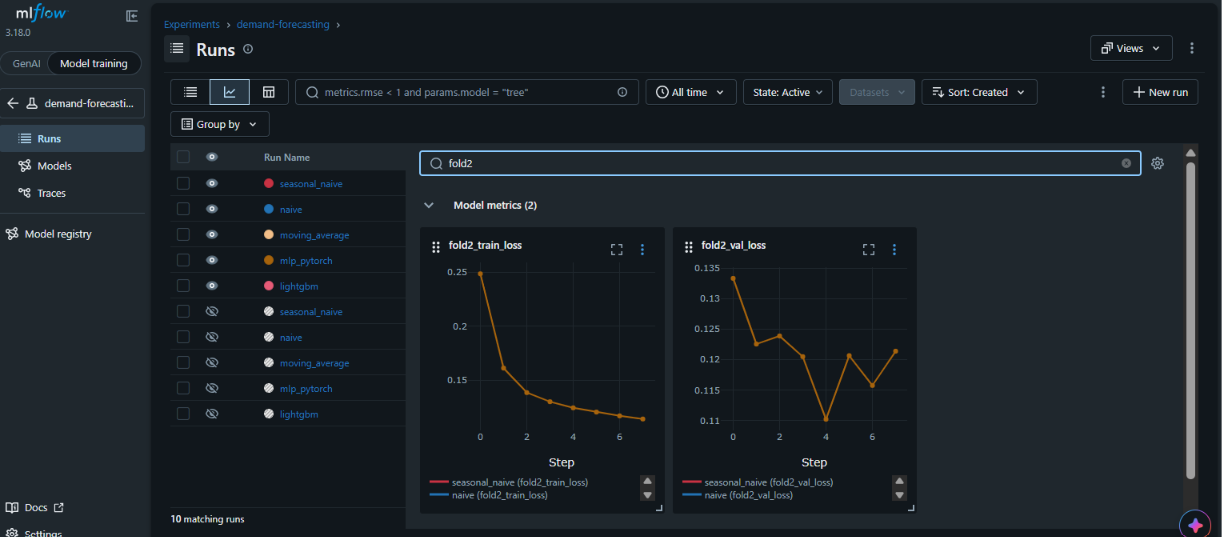 mlflow
3.18.0
GenAI Model training
demand-forecasti...
Runs
Models
Traces
Model registry
Docs
Settings
Experiments > demand-forecasting >
Runs
Views
metrics.rmse < 1 and params.model = "tree"
All time
State: Active
Datasets
Sort: Created
New run
Group by
Run Name
seasonal_naive
naive
moving_average
mlp_pytorch
lightgbm
seasonal_naive
naive
moving_average
mlp_pytorch
lightgbm
10 matching runs
fold2
Model metrics (2)
fold2_train_loss
0.25
0.2
0.15
0 2 4 6
Step
seasonal_naive (fold2_train_loss)
naive (fold2_train_loss)
fold2_val_loss
0.135
0.13
0.125
0.12
0.115
0.11
0 2 4 6
Step
seasonal_naive (fold2_val_loss)
naive (fold2_val_loss)